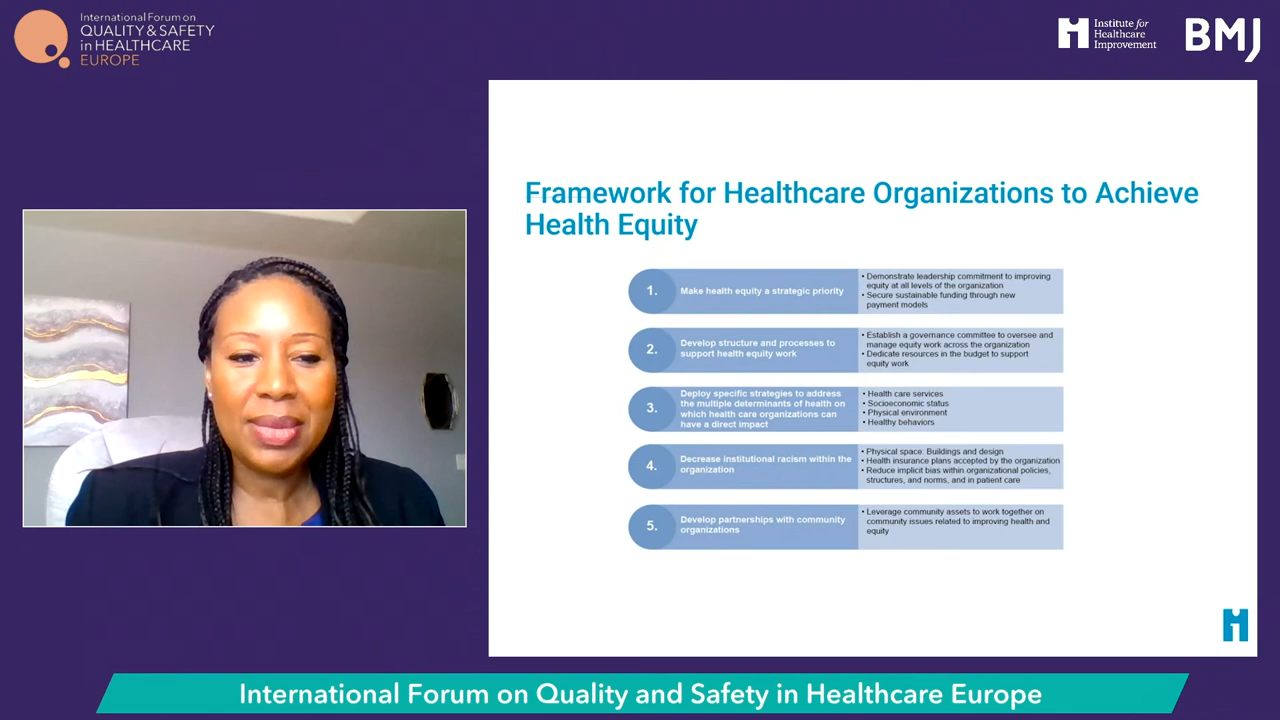 International Forum on
QUALITY & SAFETY
in HEALTHCARE
EUROPE
Institute for
Healthcare
Improvement
BMJ
Framework for Healthcare Organizations to Achieve
Health Equity
1.
Make health equity a strategic priority
• Demonstrate leadership commitment to improving
equity at all levels of the organization
• Secure sustainable funding through new
payment models
2.
Develop structure and processes to
support health equity work
• Establish a governance committee to oversee and
manage equity work across the organization
• Dedicate resources in the budget to support
equity work
3.
Deploy specific strategies to address
the multiple determinants of health on
which health care organizations can
have a direct impact
• Health care services
• Socioeconomic status
• Physical environment
• Healthy behaviors
4.
Decrease institutional racism within the
organization
• Physical space: Buildings and design
• Health insurance plans accepted by the organization
• Reduce implicit bias within organizational policies,
structures, and norms, and in patient care
5.
Develop partnerships with community
organizations
• Leverage community assets to work together on
community issues related to improving health and
equity
International Forum on Quality and Safety in Healthcare Europe